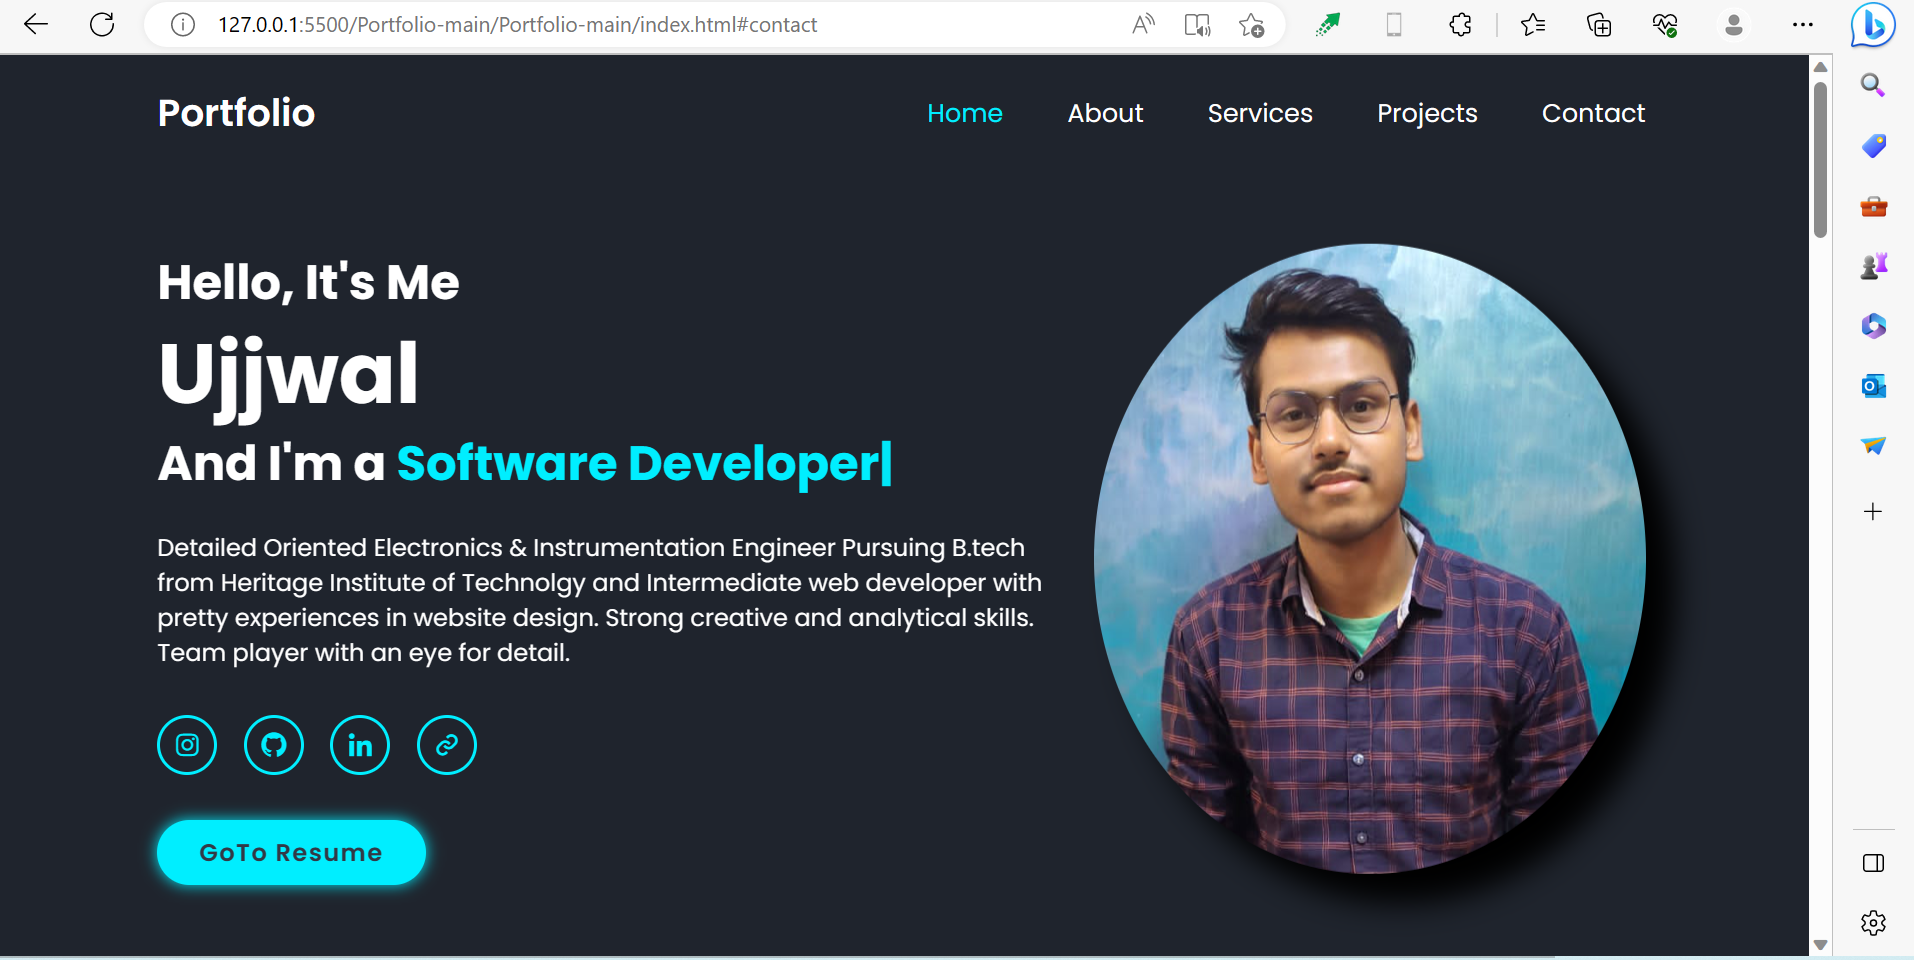 127.0.0.1:5500/Portfolio-main/Portfolio-main/index.html#contact
Portfolio
Home About Services Projects Contact
Hello, It's Me
Ujjwal
And I'm a Software Developer|
Detailed Oriented Electronics & Instrumentation Engineer Pursuing B.tech
from Heritage Institute of Technolgy and Intermediate web developer with
pretty experiences in website design. Strong creative and analytical skills.
Team player with an eye for detail.
GoTo Resume